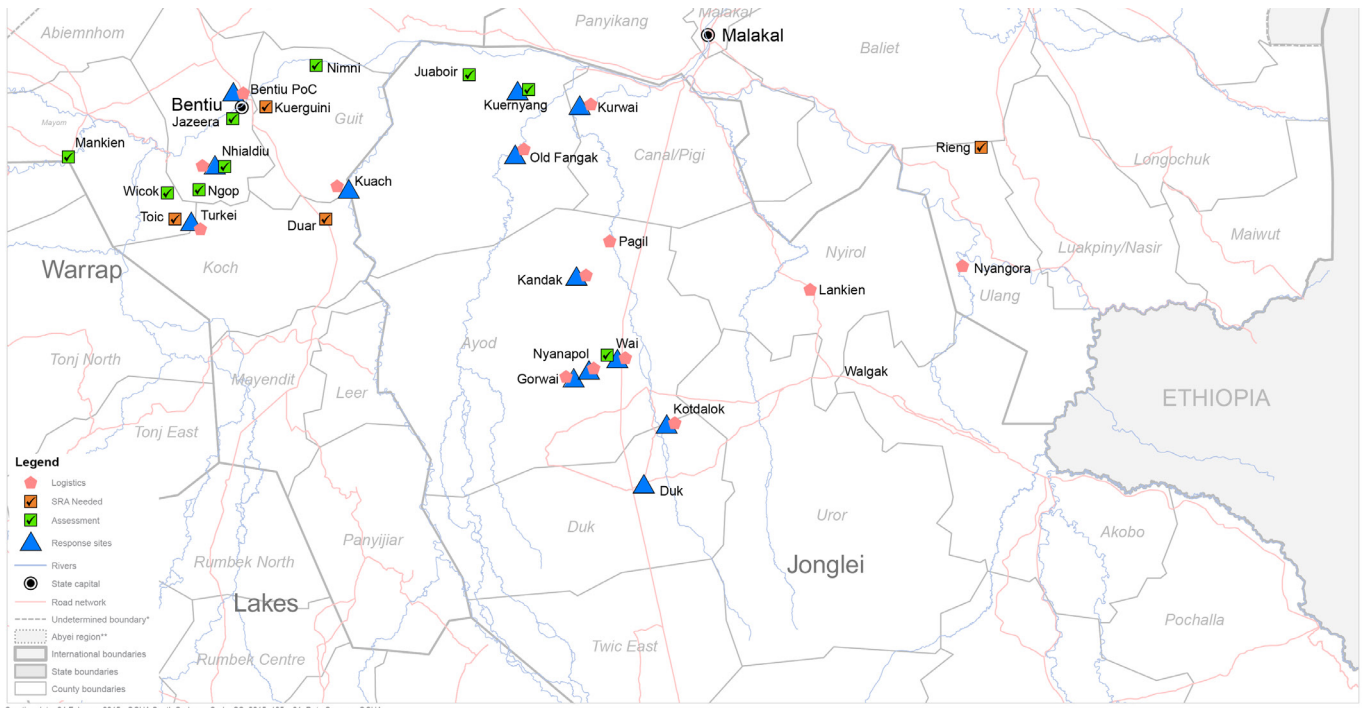 Abiemnhom
Panyikang
Malakal
Malakal
Baliet
Nimni
Juaboir
Bentiu PoC
Bentiu
Kuerguini
Kuernyang
Kurwai
Jazeera
Guit
Mayom
Mankien
Nhialdiu
Old Fangak
Canal/Pigi
Rieng
Longochuk
Kuach
Wicok
Ngop
Toic
Turkei
Duar
Pagil
Nyirol
Luakpiny/Nasir
Maiwut
Warrap
Koch
Kandak
Nyangora
Lankien
Ulang
Tonj North
Ayod
Wai
Nyanapol
Gorwai
Walgak
Mayendit
Leer
ETHIOPIA
Kotdalok
Tonj East
Duk
Duk
Uror
Akobo
Panyijiar
Jonglei
Rumbek North
Lakes
Pochalla
Twic East
Rumbek Centre
Legend
Logistics
SRA Needed
Assessment
Response sites
Rivers
State capital
Road network
Undetermined boundary*
Abyei region**
International boundaries
State boundaries
County boundaries